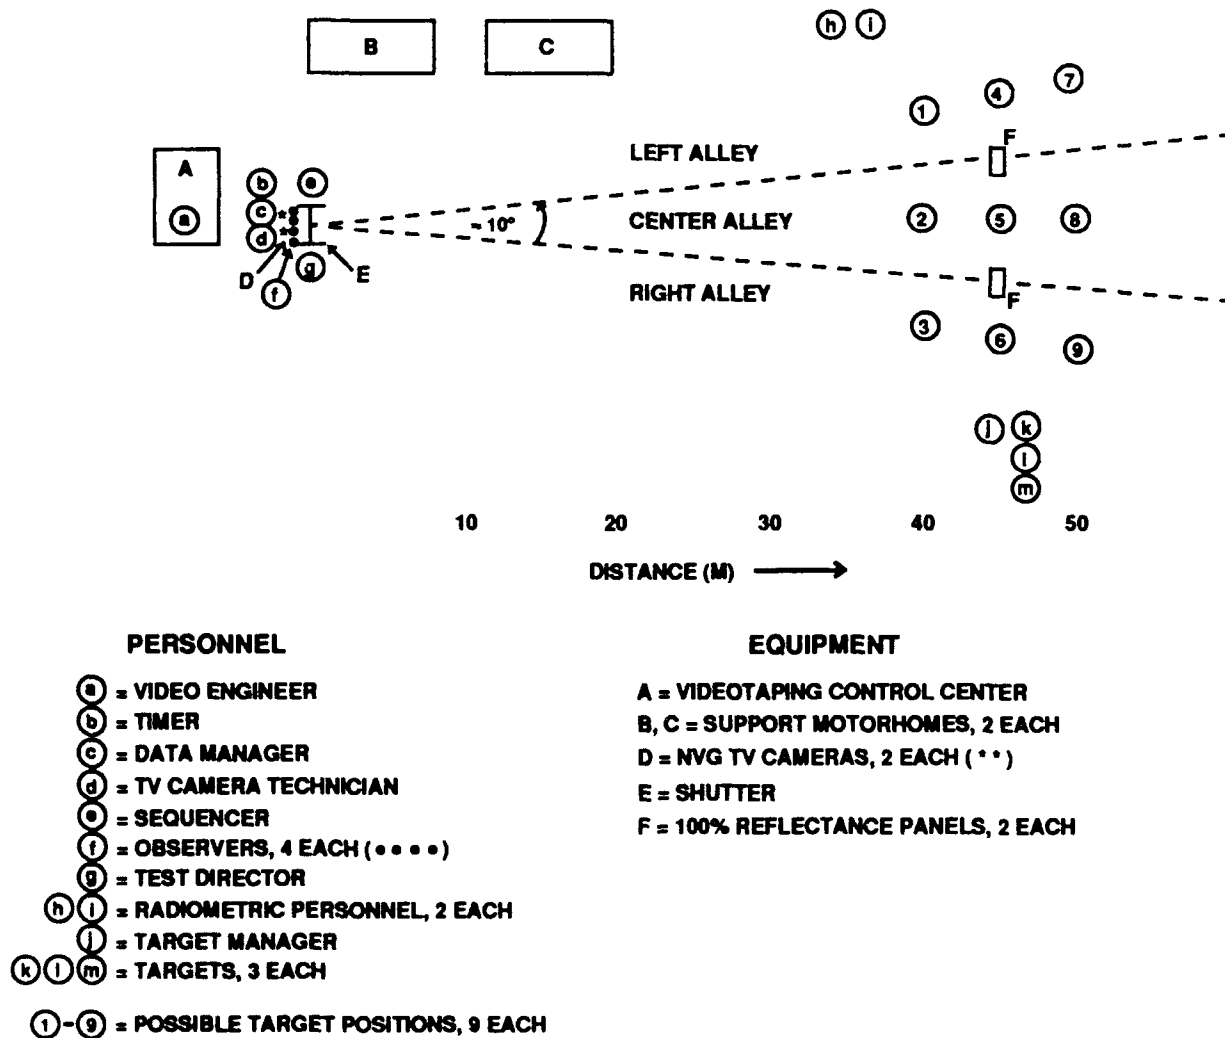 B
C
h i
7
4
1
F
A
LEFT ALLEY
b e
c **
a
2 5 8
CENTER ALLEY
≈ 10°
d
D g E
f
RIGHT ALLEY
F
3
6
9
j k
l
m
10 20 30 40 50
DISTANCE (M)
PERSONNEL
a = VIDEO ENGINEER
b = TIMER
c = DATA MANAGER
d = TV CAMERA TECHNICIAN
e = SEQUENCER
f = OBSERVERS, 4 EACH (● ● ● ●)
g = TEST DIRECTOR
h i = RADIOMETRIC PERSONNEL, 2 EACH
j = TARGET MANAGER
k l m = TARGETS, 3 EACH
1 - 9 = POSSIBLE TARGET POSITIONS, 9 EACH
EQUIPMENT
A = VIDEOTAPING CONTROL CENTER
B, C = SUPPORT MOTORHOMES, 2 EACH
D = NVG TV CAMERAS, 2 EACH ( * * )
E = SHUTTER
F = 100% REFLECTANCE PANELS, 2 EACH